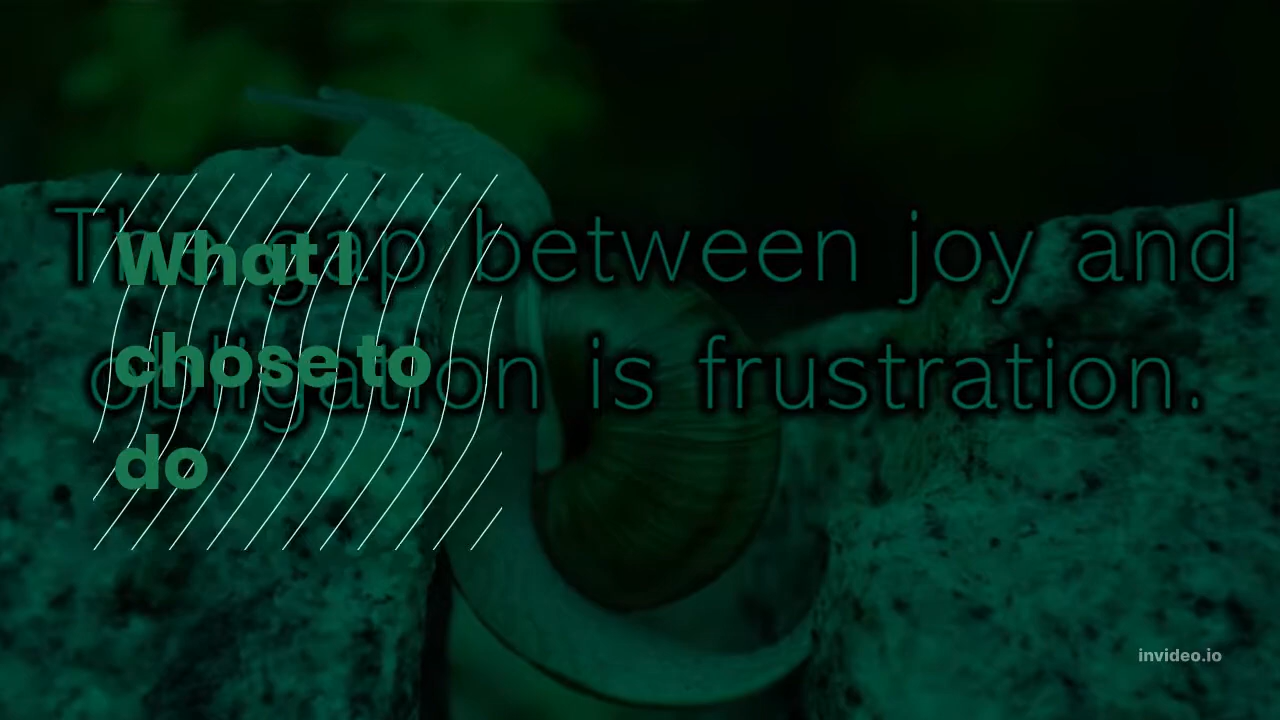 The gap between joy and
obligation is frustration.
What I
chose to
do
invideo.io